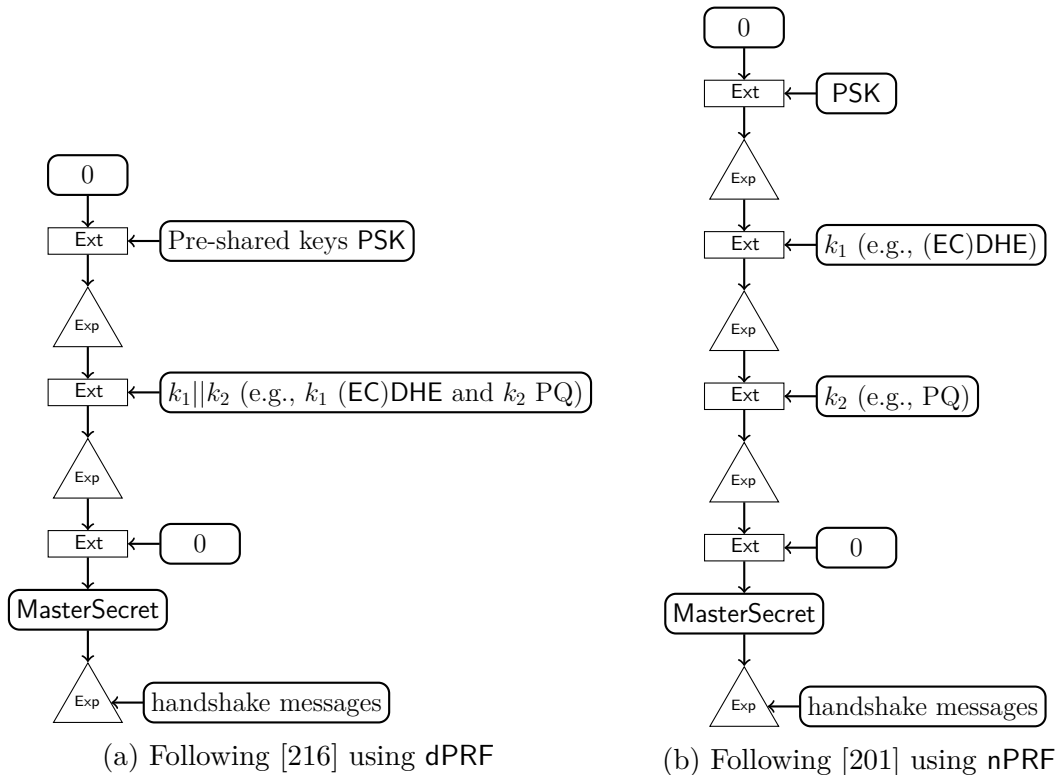 0
Ext
Pre-shared keys PSK
Exp
Ext
k₁||k₂ (e.g., k₁ (EC)DHE and k₂ PQ)
Exp
Ext
0
MasterSecret
Exp
handshake messages
(a) Following [216] using dPRF
0
Ext
PSK
Exp
Ext
k₁ (e.g., (EC)DHE)
Exp
Ext
k₂ (e.g., PQ)
Exp
Ext
0
MasterSecret
Exp
handshake messages
(b) Following [201] using nPRF